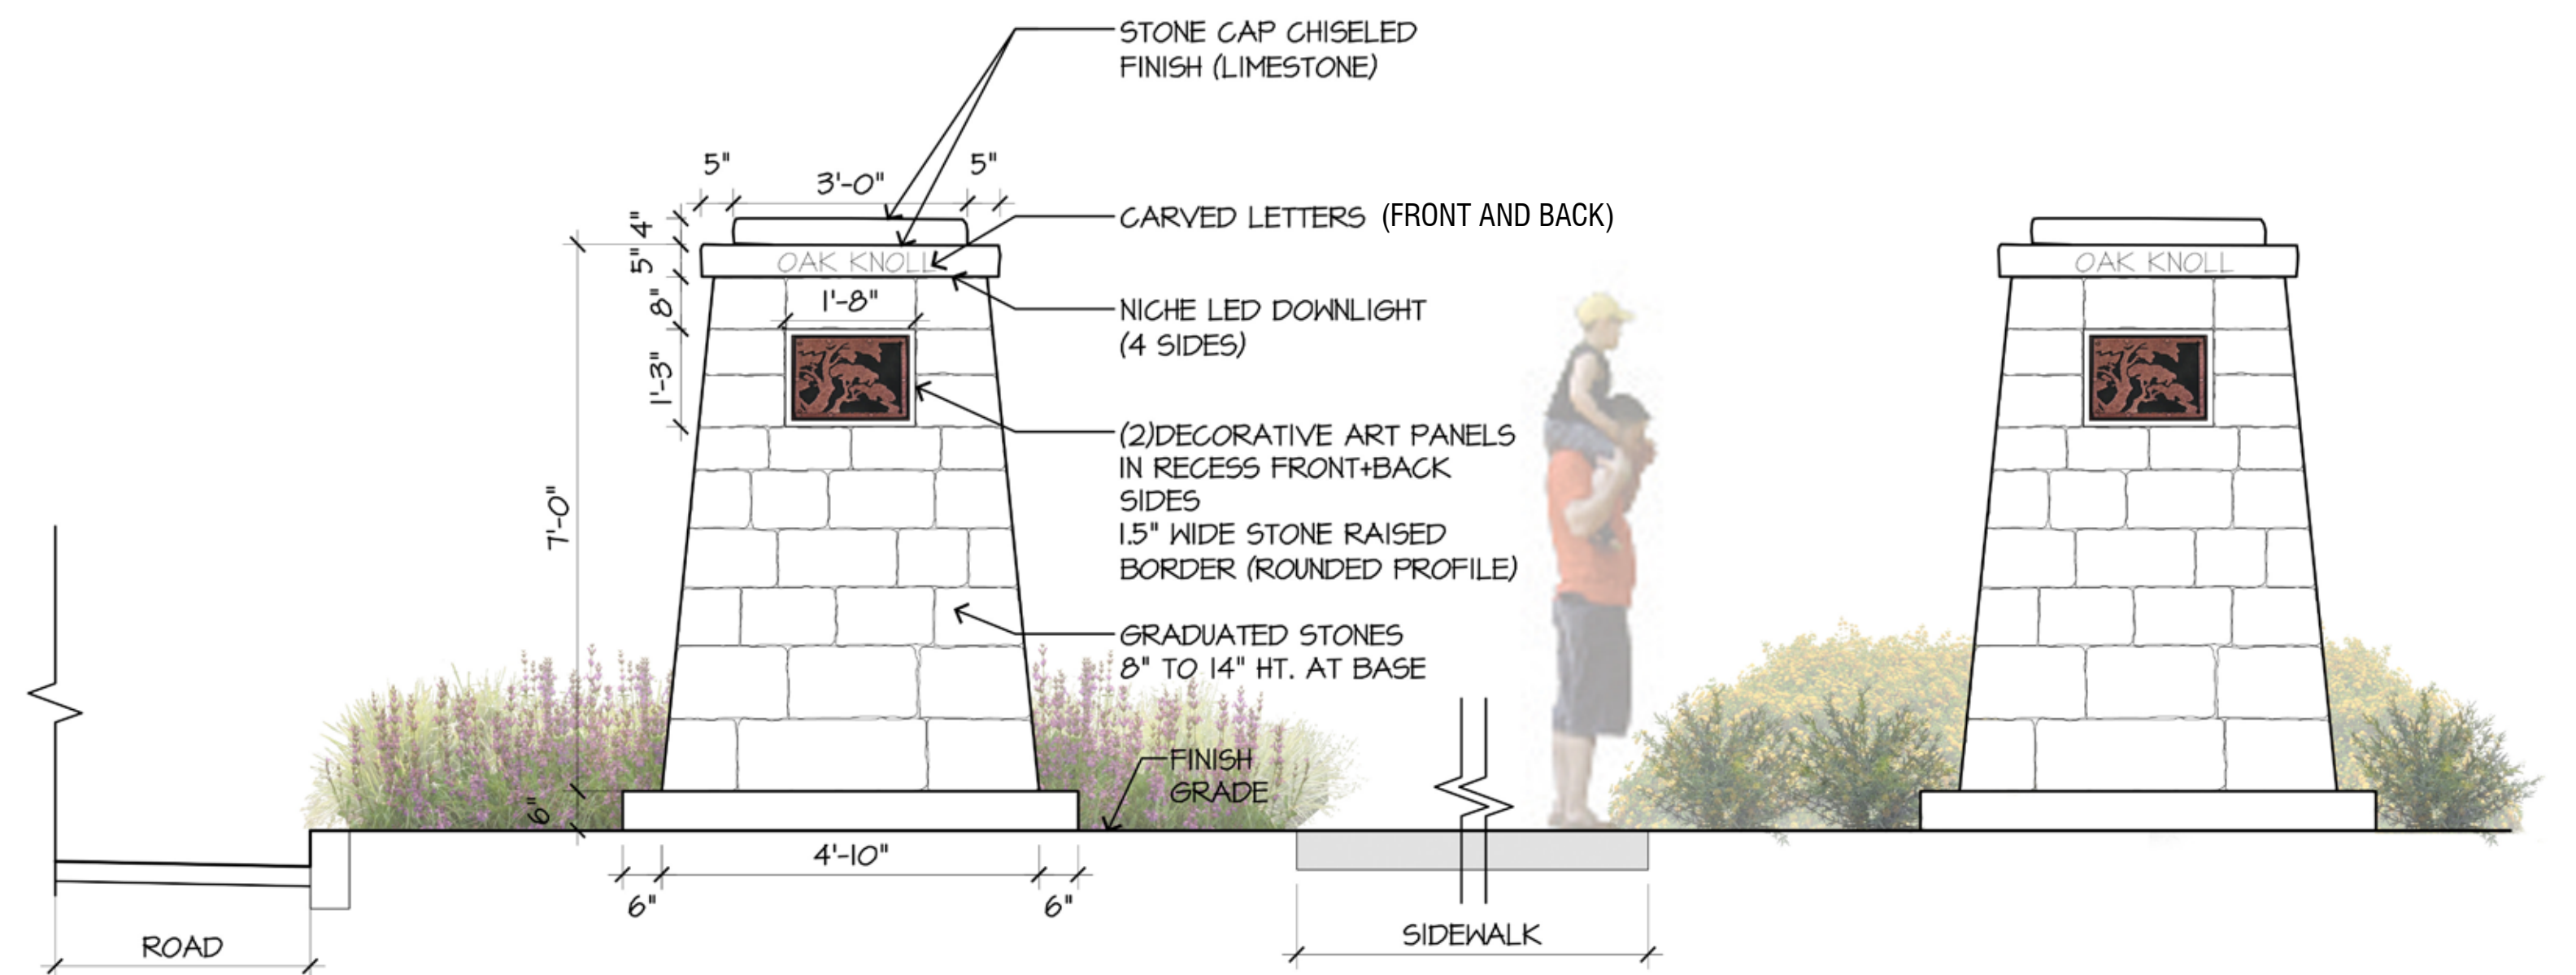 STONE CAP CHISELED
FINISH (LIMESTONE)
5"
3'-0"
5"
4"
CARVED LETTERS (FRONT AND BACK)
5"
OAK KNOLL
OAK KNOLL
8"
1'-8"
NICHE LED DOWNLIGHT
(4 SIDES)
1'-3"
(2)DECORATIVE ART PANELS
IN RECESS FRONT+BACK
SIDES
1.5" WIDE STONE RAISED
BORDER (ROUNDED PROFILE)
7'-0"
GRADUATED STONES
8" TO 14" HT. AT BASE
FINISH
GRADE
6"
4'-10"
6"
6"
ROAD
SIDEWALK